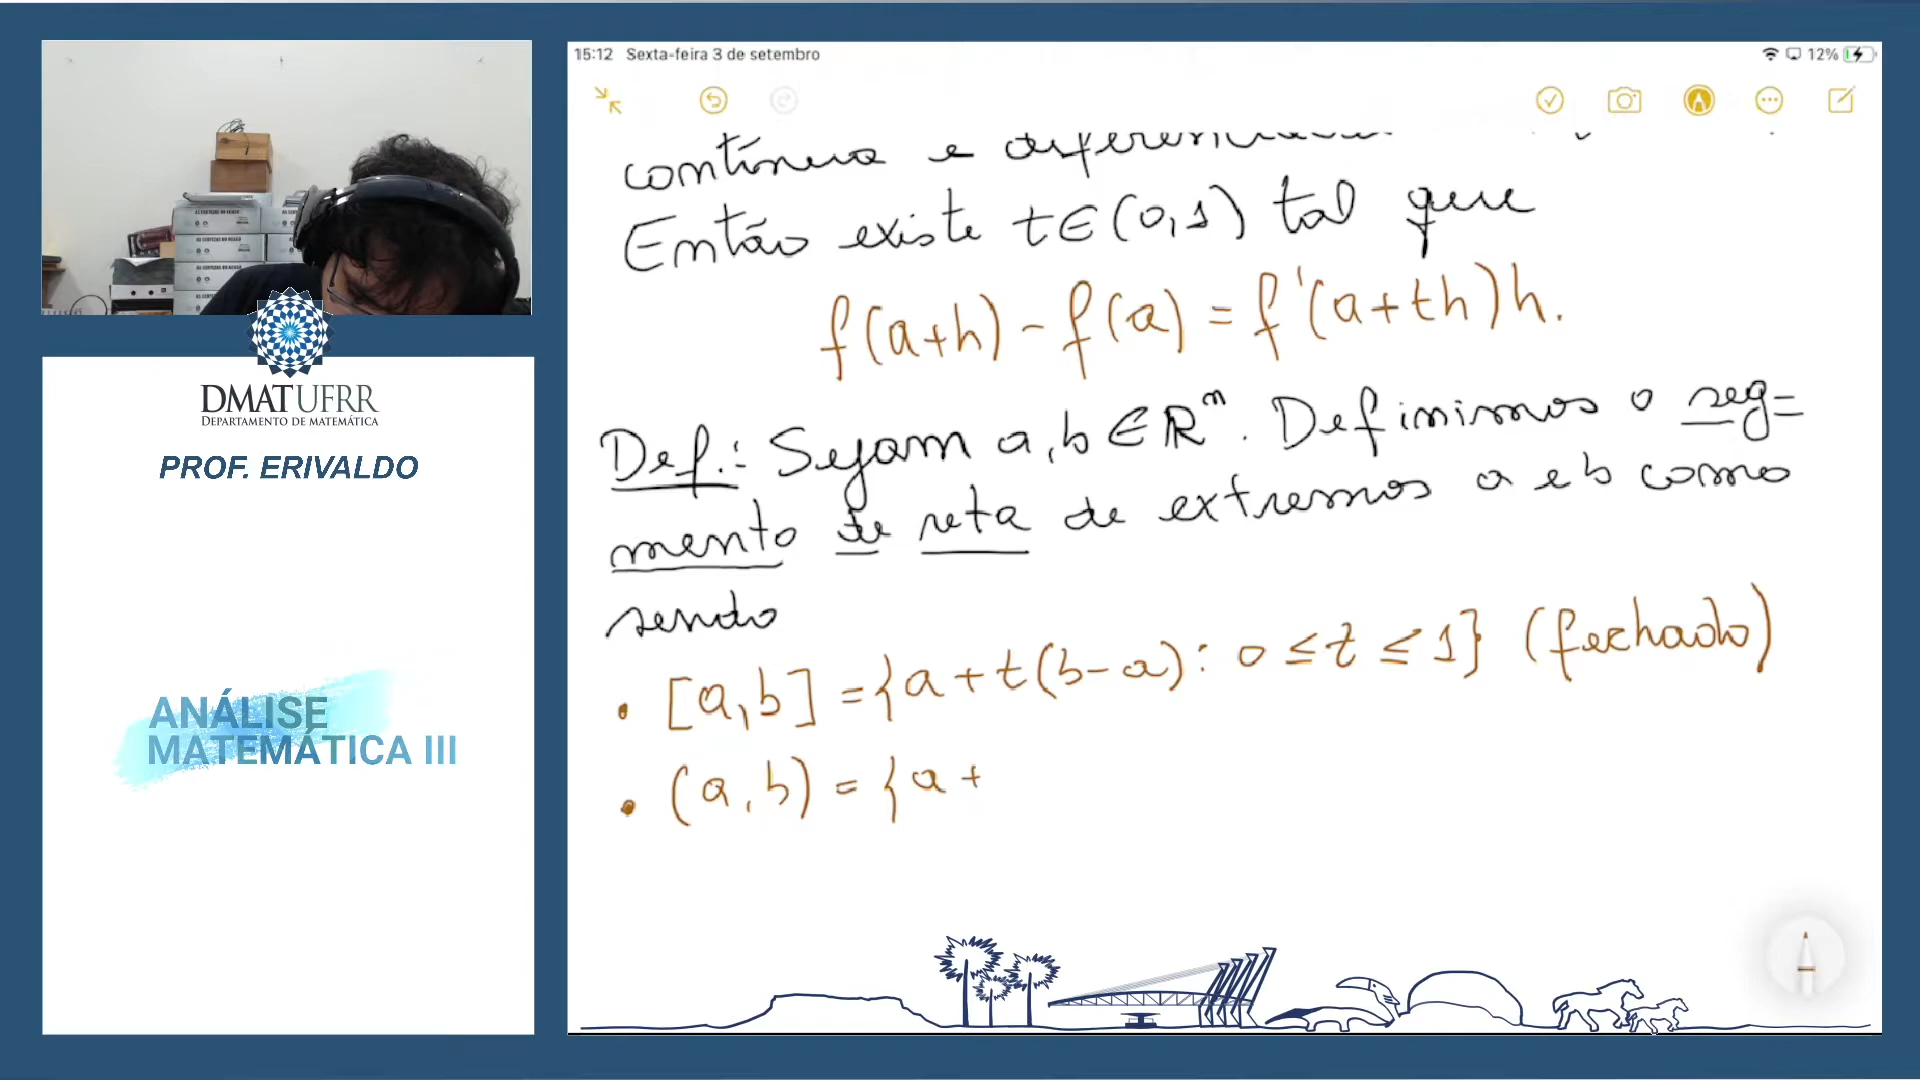 15:12 Sexta-feira 3 de setembro
12%
contínua e
Então existe t∈(0,1) tal que
f(a+h) - f(a) = f'(a+th)h.
Def.: Sejam a,b ∈ ℝⁿ. Definimos o seg=
mento de reta de extremos a e b como
sendo
• [a,b] = {a + t(b-a): 0 ≤ t ≤ 1} (fechado)
• (a,b) = {a +
DMATUFRR
DEPARTAMENTO DE MATEMÁTICA
PROF. ERIVALDO
ANÁLISE
MATEMÁTICA III